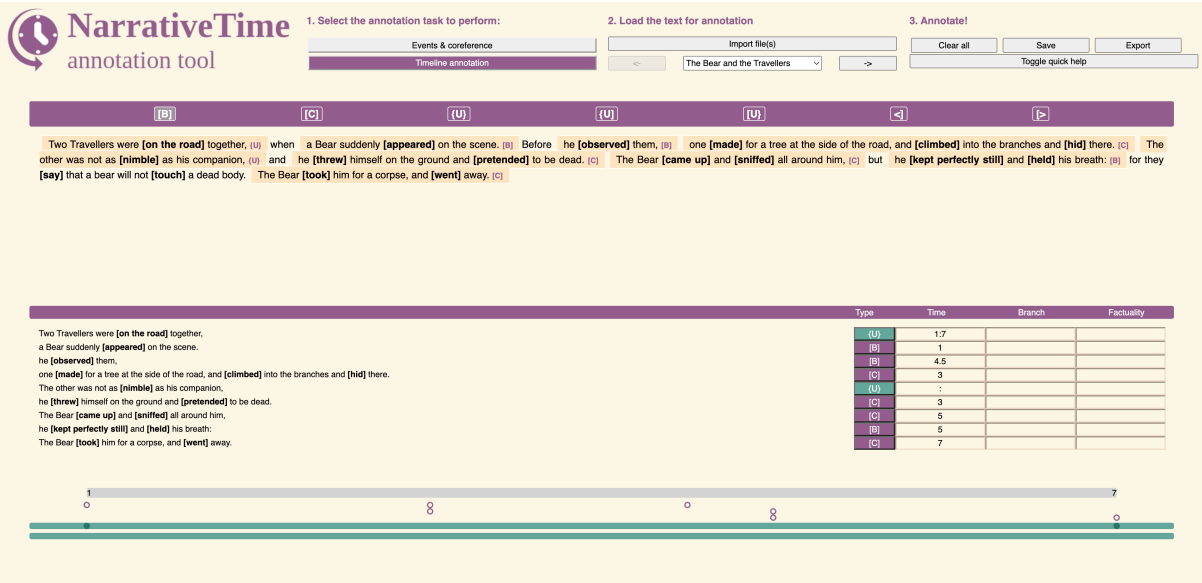 NarrativeTime
annotation tool
1. Select the annotation task to perform:
Events & coreference
Timeline annotation
2. Load the text for annotation
Import file(s)
<-
The Bear and the Travellers
->
3. Annotate!
Clear all
Save
Export
Toggle quick help
[B] [C] {U} {U] [U} <] [>
Two Travellers were [on the road] together, {U} when a Bear suddenly [appeared] on the scene. [B] Before he [observed] them, [B] one [made] for a tree at the side of the road, and [climbed] into the branches and [hid] there. [C] The
other was not as [nimble] as his companion, {U} and he [threw] himself on the ground and [pretended] to be dead. [C] The Bear [came up] and [sniffed] all around him, [C] but he [kept perfectly still] and [held] his breath: [B] for they
[say] that a bear will not [touch] a dead body. The Bear [took] him for a corpse, and [went] away. [C]
Type Time Branch Factuality
Two Travellers were [on the road] together, {U} 1:7
a Bear suddenly [appeared] on the scene. [B] 1
he [observed] them, [B] 4.5
one [made] for a tree at the side of the road, and [climbed] into the branches and [hid] there. [C] 3
The other was not as [nimble] as his companion, {U} :
he [threw] himself on the ground and [pretended] to be dead. [C] 3
The Bear [came up] and [sniffed] all around him, [C] 5
he [kept perfectly still] and [held] his breath: [B] 5
The Bear [took] him for a corpse, and [went] away. [C] 7
1 7